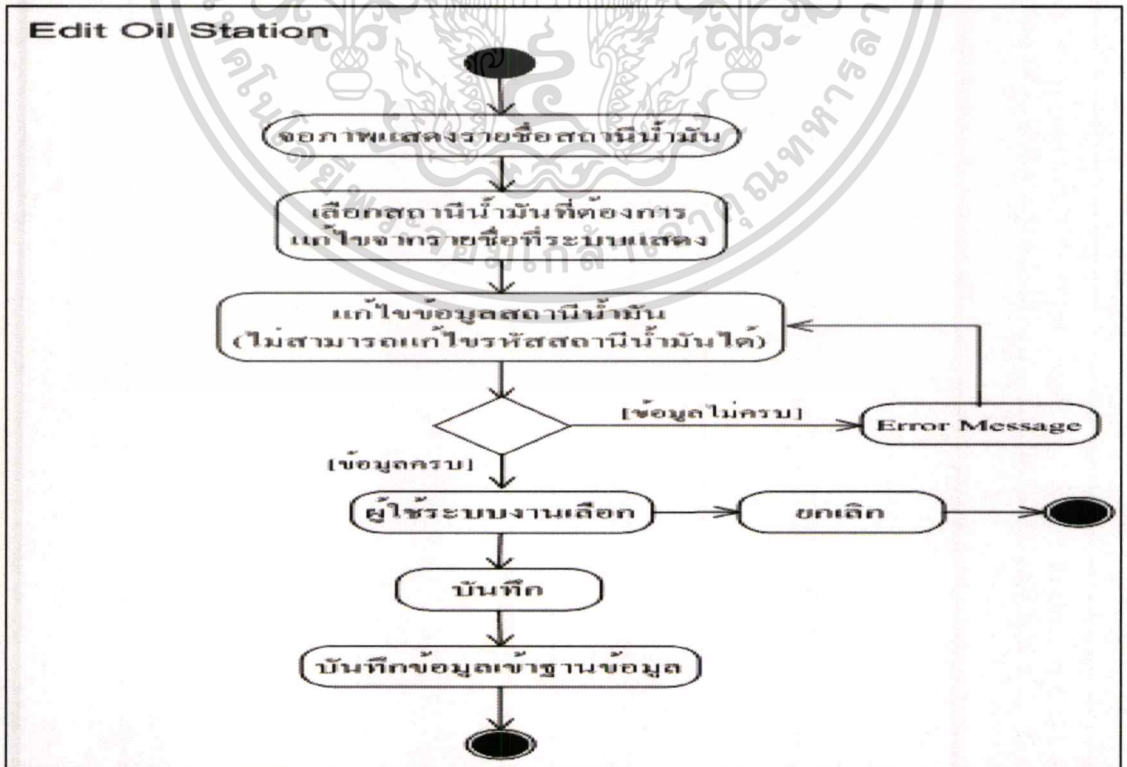 Edit Oil Station
จอภาพแสดงรายชื่อสถานีน้ำมัน
เลือกสถานีน้ำมันที่ต้องการ
แก้ไขจากรายชื่อที่ระบบแสดง
แก้ไขข้อมูลสถานีน้ำมัน
(ไม่สามารถแก้ไขรหัสสถานีน้ำมันได้)
[ข้อมูลไม่ครบ]
Error Message
[ข้อมูลครบ]
ผู้ใช้ระบบงานเลือก
ยกเลิก
บันทึก
บันทึกข้อมูลเข้าฐานข้อมูล